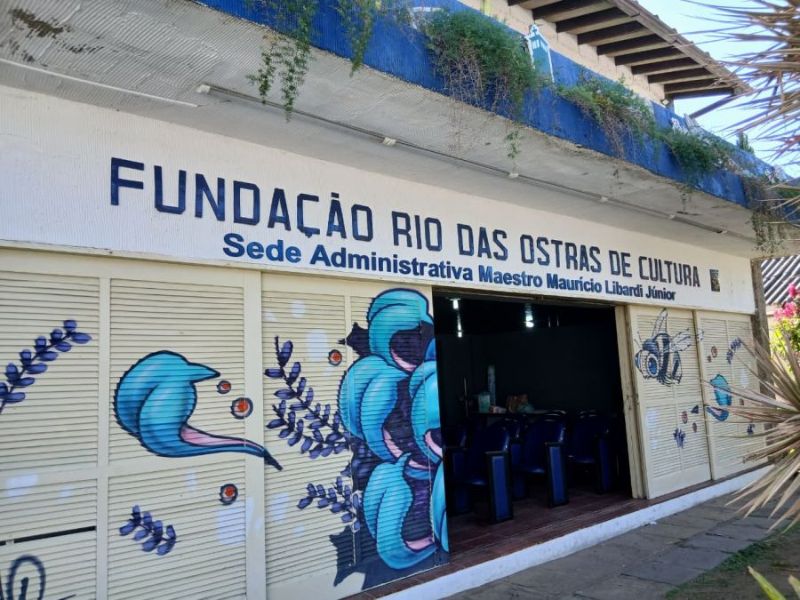 FUNDAÇÃO RIO DAS OSTRAS DE CULTURA
Sede Administrativa Maestro Maurício Libardi Júnior